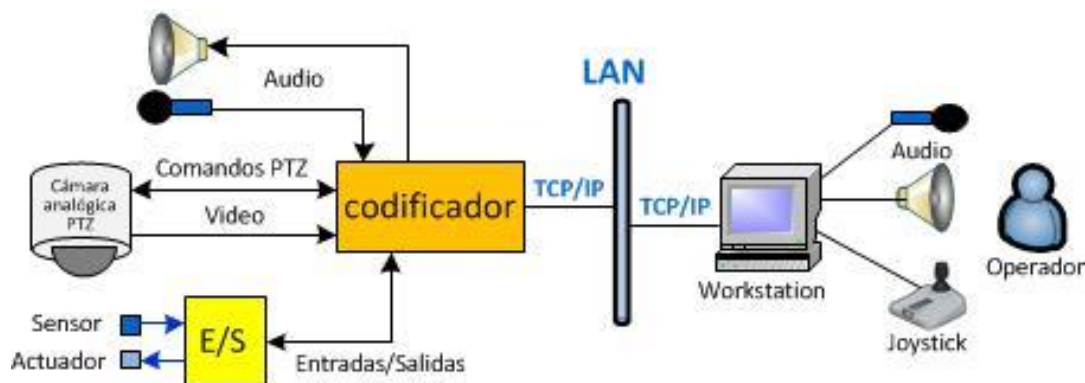 LAN
Audio
Comandos PTZ
Cámara
analógica
PTZ
Video
codificador
TCP/IP
TCP/IP
Audio
Workstation
Operador
Joystick
Sensor
Actuador
E/S
Entradas/Salidas